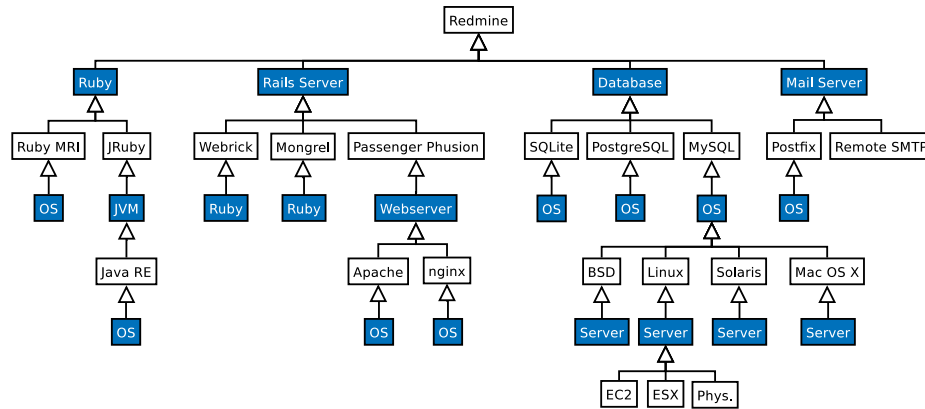 Redmine
Ruby Rails Server Database Mail Server
Ruby MRI JRuby Webrick Mongrel Passenger Phusion SQLite PostgreSQL MySQL Postfix Remote SMTP
OS JVM Ruby Ruby Webserver OS OS OS OS
Java RE Apache nginx BSD Linux Solaris Mac OS X
OS OS OS Server Server Server Server
EC2 ESX Phys.